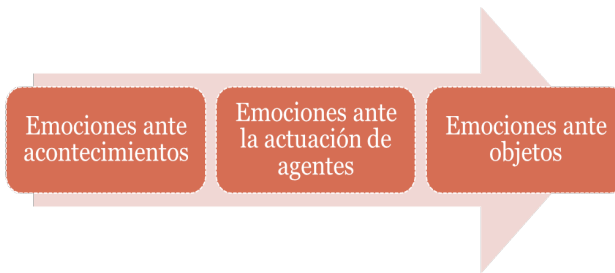 Emociones ante
acontecimientos
Emociones ante
la actuación de
agentes
Emociones ante
objetos